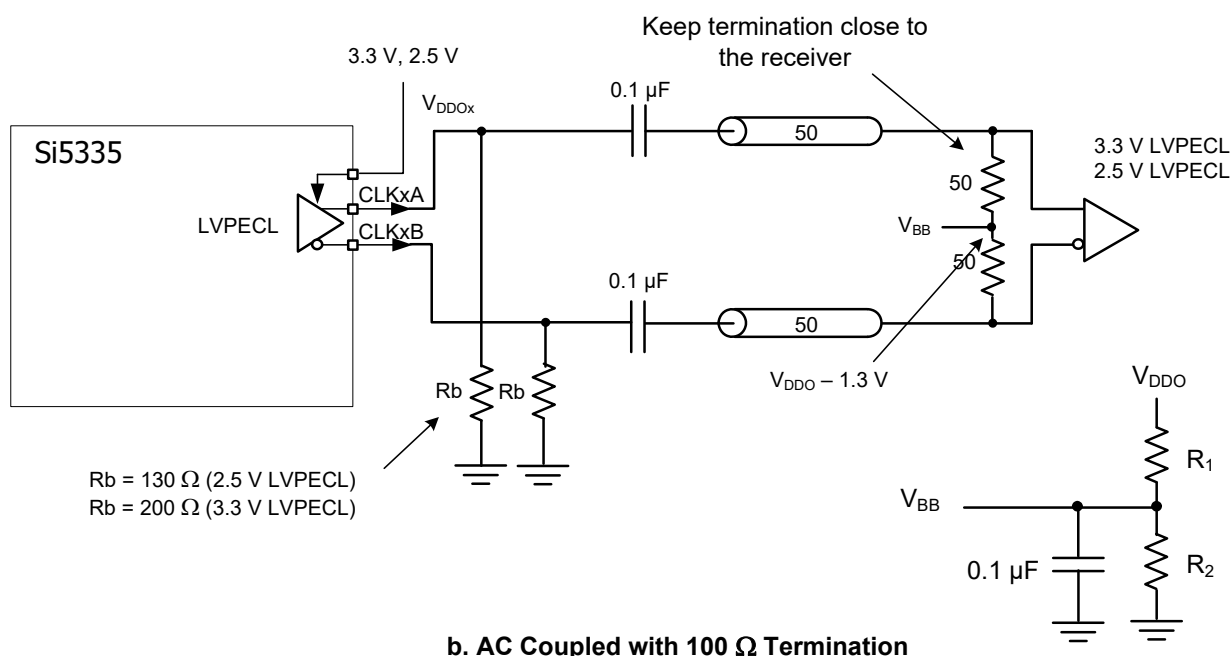 Keep termination close to
the receiver
3.3 V, 2.5 V
0.1 µF
VDDOx
50
Si5335
3.3 V LVPECL
2.5 V LVPECL
CLKxA
50
LVPECL
CLKxB
VBB
50
0.1 µF
50
VDDO – 1.3 V
Rb
Rb
VDDO
R1
Rb = 130 Ω (2.5 V LVPECL)
Rb = 200 Ω (3.3 V LVPECL)
VBB
0.1 µF
R2
b. AC Coupled with 100 Ω Termination